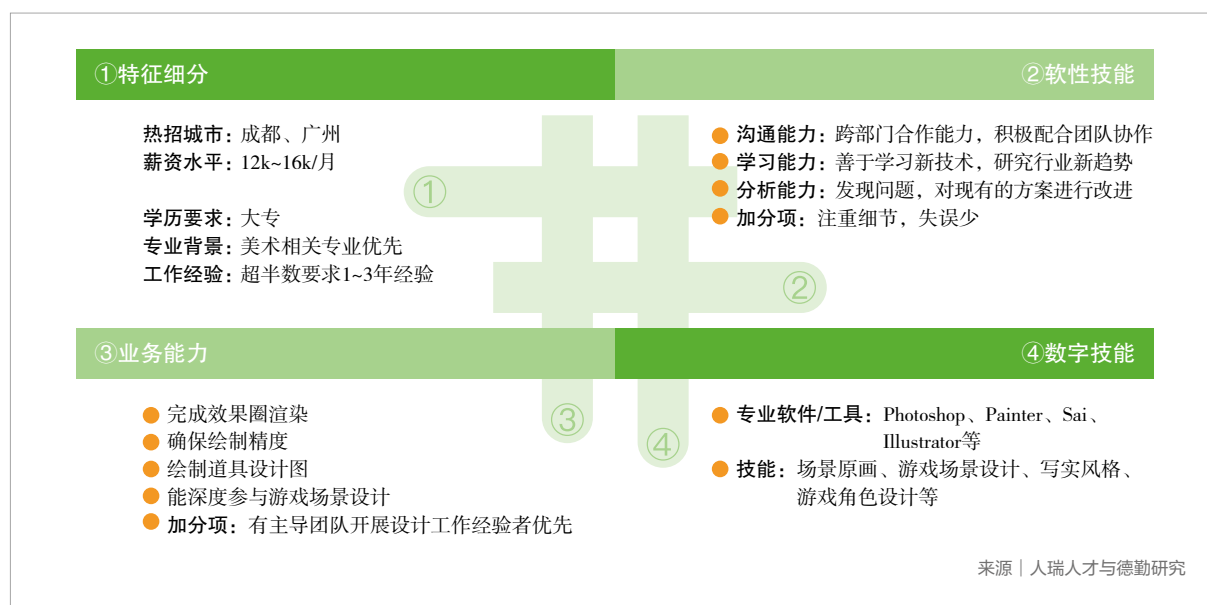 ①特征细分
②软性技能
热招城市：成都、广州
薪资水平：12k~16k/月
学历要求：大专
专业背景：美术相关专业优先
工作经验：超半数要求1~3年经验
沟通能力：跨部门合作能力，积极配合团队协作
学习能力：善于学习新技术，研究行业新趋势
分析能力：发现问题，对现有的方案进行改进
加分项：注重细节，失误少
①
②
③业务能力
④数字技能
完成效果圈渲染
确保绘制精度
绘制道具设计图
能深度参与游戏场景设计
加分项：有主导团队开展设计工作经验者优先
③
④
专业软件/工具：Photoshop、Painter、Sai、
Illustrator等
技能：场景原画、游戏场景设计、写实风格、
游戏角色设计等
来源｜人瑞人才与德勤研究